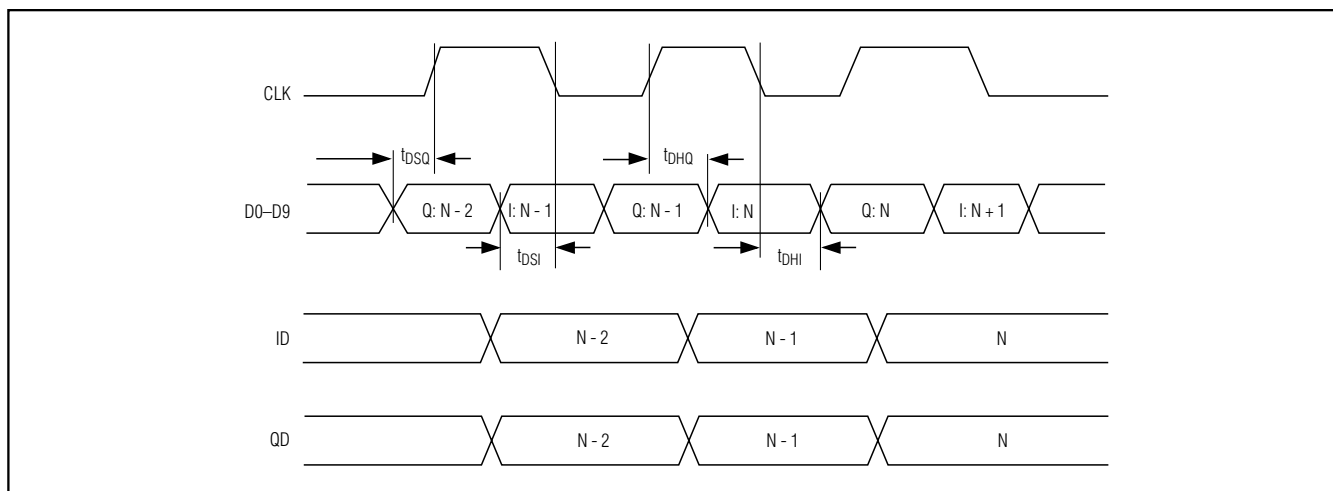 CLK
tDSQ
tDHQ
D0–D9
Q: N - 2
I: N - 1
Q: N - 1
I: N
Q: N
I: N + 1
tDSI
tDHI
ID
N - 2
N - 1
N
QD
N - 2
N - 1
N